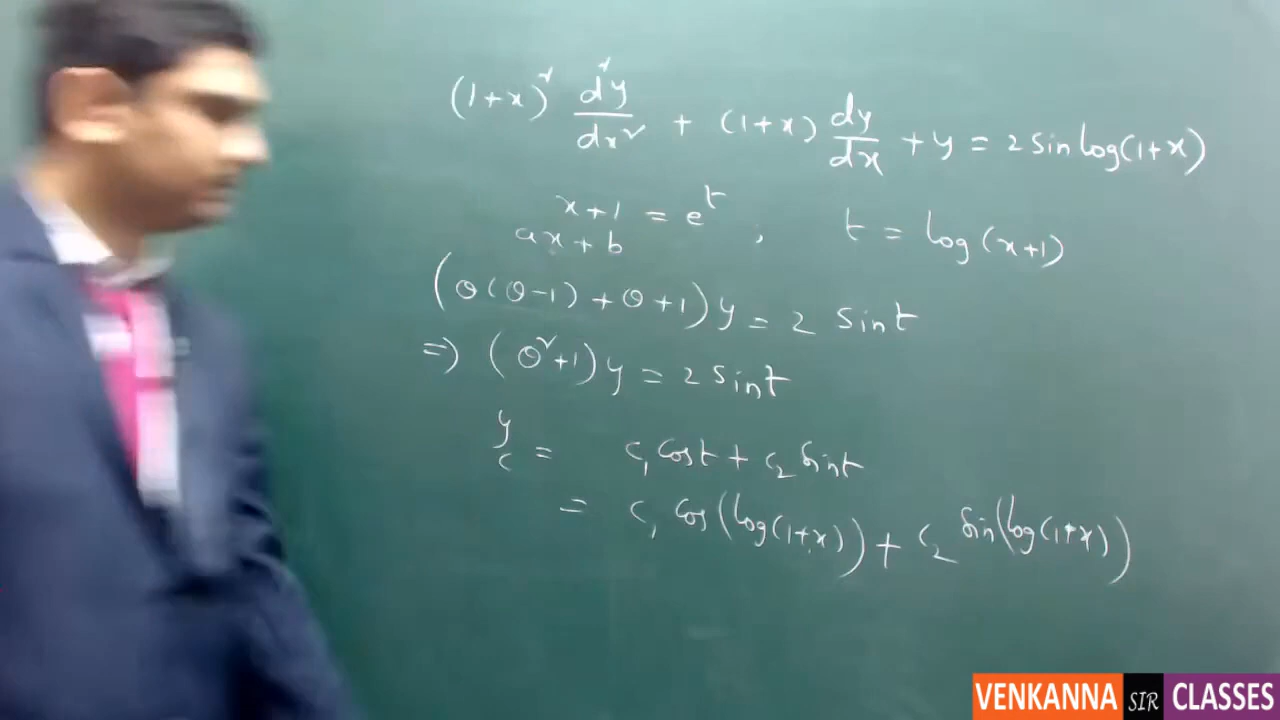 (1+x)² d²y/dx² + (1+x) dy/dx + y = 2 sin log(1+x)
x+1 = e^t , t = log(x+1)
ax+b
(θ(θ-1) + θ + 1) y = 2 sin t
=> (θ²+1) y = 2 sin t
y_c = c₁ cos t + c₂ sin t
= c₁ cos(log(1+x)) + c₂ sin(log(1+x))
VENKANNA SIR CLASSES